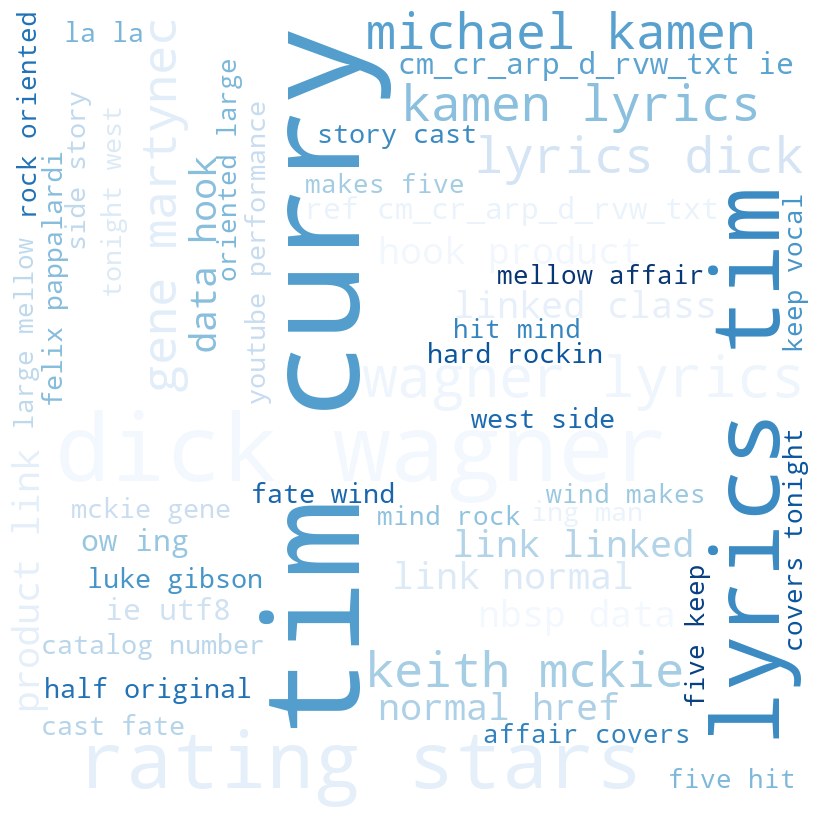 la la
michael kamen
cm_cr_arp_d_rvw_txt ie
kamen lyrics
story cast
lyrics dick
makes five
ref cm_cr_arp_d_rvw_txt
hook product
mellow affair
linked class
hit mind
hard rockin
wagner lyrics
west side
dick wagner
fate wind
wind makes
mckie gene
mind rock
ing man
ow ing
link linked
luke gibson
link normal
ie utf8
nbsp data
catalog number
keith mckie
half original
normal href
cast fate
affair covers
rating stars
five hit
rock oriented
large mellow
product link
felix pappalardi
side story
tonight west
gene martynec
data hook
oriented large
youtube performance
tim curry
lyrics tim
five keep
keep vocal
covers tonight